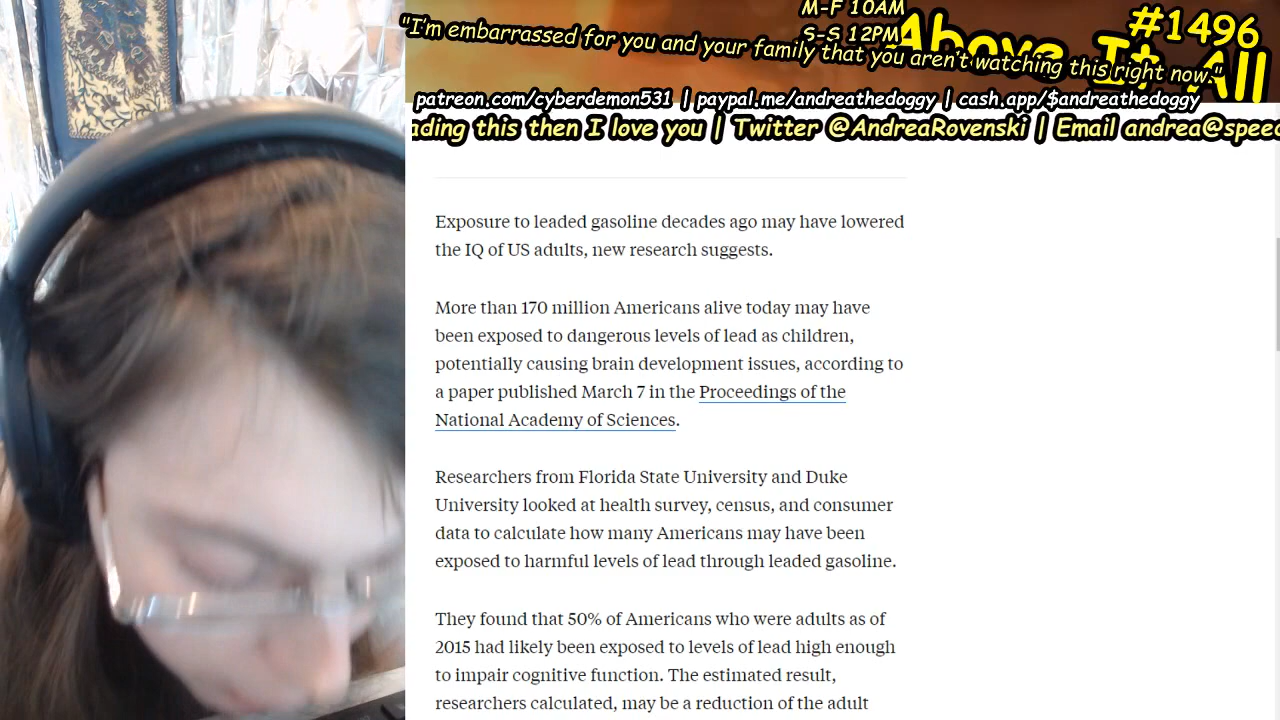 M-F 10AM
S-S 12PM
Above It All
#1496
"I'm embarrassed for you and your family that you aren't watching this right now."
patreon.com/cyberdemon531 | paypal.me/andreathedoggy | cash.app/$andreathedoggy
ading this then I love you | Twitter @AndreaRovenski | Email andrea@speed
Exposure to leaded gasoline decades ago may have lowered
the IQ of US adults, new research suggests.
More than 170 million Americans alive today may have
been exposed to dangerous levels of lead as children,
potentially causing brain development issues, according to
a paper published March 7 in the Proceedings of the
National Academy of Sciences.
Researchers from Florida State University and Duke
University looked at health survey, census, and consumer
data to calculate how many Americans may have been
exposed to harmful levels of lead through leaded gasoline.
They found that 50% of Americans who were adults as of
2015 had likely been exposed to levels of lead high enough
to impair cognitive function. The estimated result,
researchers calculated, may be a reduction of the adult